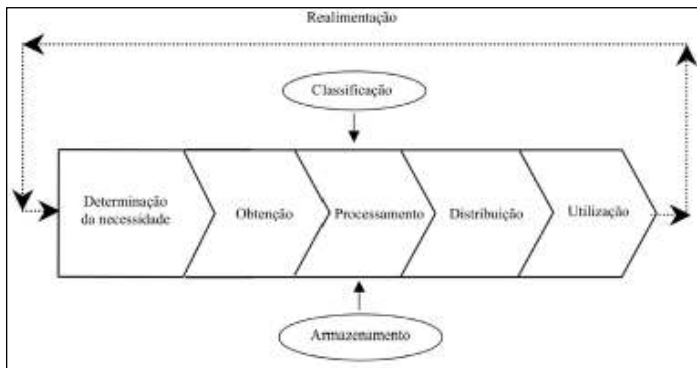 Realimentação
Classificação
Determinação
da necessidade
Obtenção
Processamento
Distribuição
Utilização
Armazenamento